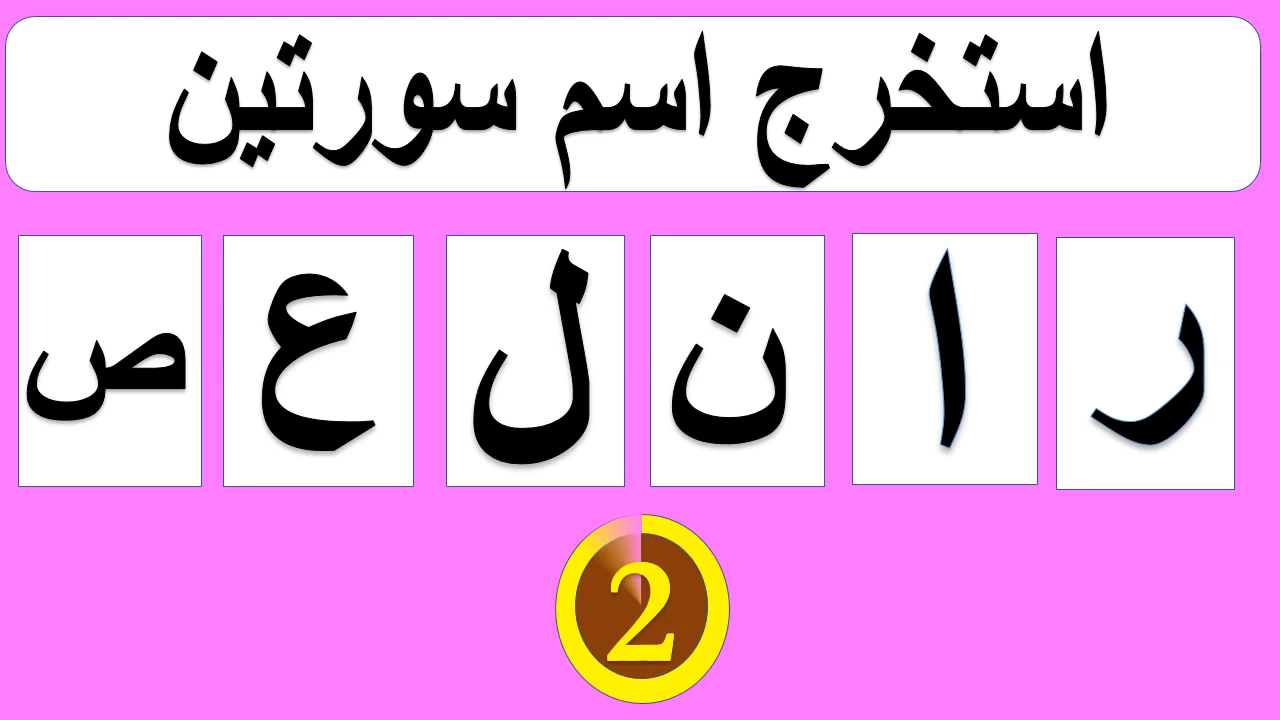 استخرج اسم سورتين
ر ا ن ل ع ص
2